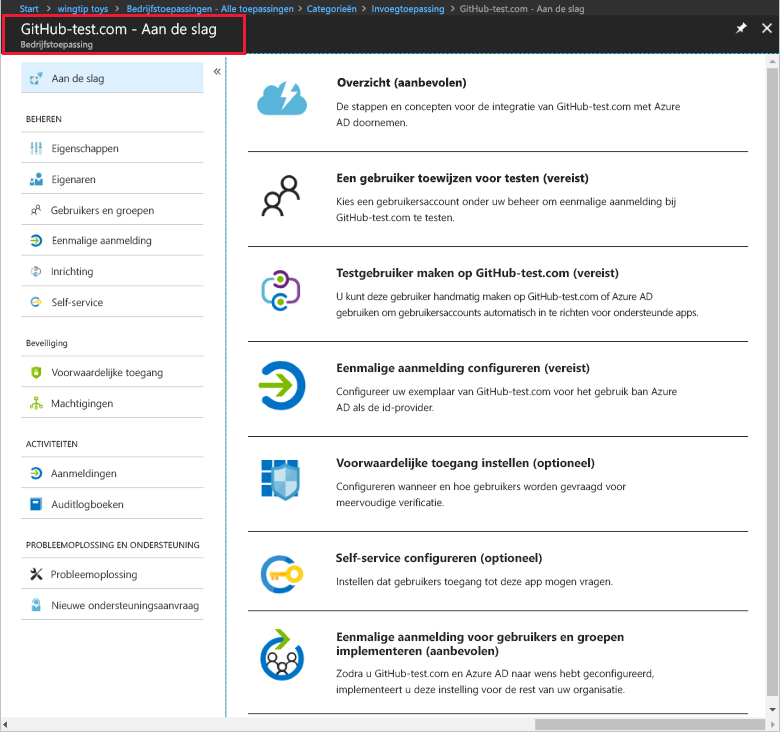 Start > wingtip toys > Bedrijfstoepassingen - Alle toepassingen > Categorieën > Invoegtoepassing > GitHub-test.com - Aan de slag
GitHub-test.com - Aan de slag
Bedrijfstoepassing
Aan de slag
BEHEREN
Eigenschappen
Eigenaren
Gebruikers en groepen
Eenmalige aanmelding
Inrichting
Self-service
Beveiliging
Voorwaardelijke toegang
Machtigingen
ACTIVITEITEN
Aanmeldingen
Auditlogboeken
PROBLEEMOPLOSSING EN ONDERSTEUNING
Probleemoplossing
Nieuwe ondersteuningsaanvraag
Overzicht (aanbevolen)
De stappen en concepten voor de integratie van GitHub-test.com met Azure
AD doornemen.
Een gebruiker toewijzen voor testen (vereist)
Kies een gebruikersaccount onder uw beheer om eenmalige aanmelding bij
GitHub-test.com te testen.
Testgebruiker maken op GitHub-test.com (vereist)
U kunt deze gebruiker handmatig maken op GitHub-test.com of Azure AD
gebruiken om gebruikersaccounts automatisch in te richten voor ondersteunde apps.
Eenmalige aanmelding configureren (vereist)
Configureer uw exemplaar van GitHub-test.com voor het gebruik ban Azure
AD als de id-provider.
Voorwaardelijke toegang instellen (optioneel)
Configureren wanneer en hoe gebruikers worden gevraagd voor
meervoudige verificatie.
Self-service configureren (optioneel)
Instellen dat gebruikers toegang tot deze app mogen vragen.
Eenmalige aanmelding voor gebruikers en groepen
implementeren (aanbevolen)
Zodra u GitHub-test.com en Azure AD naar wens hebt geconfigureerd,
implementeert u deze instelling voor de rest van uw organisatie.